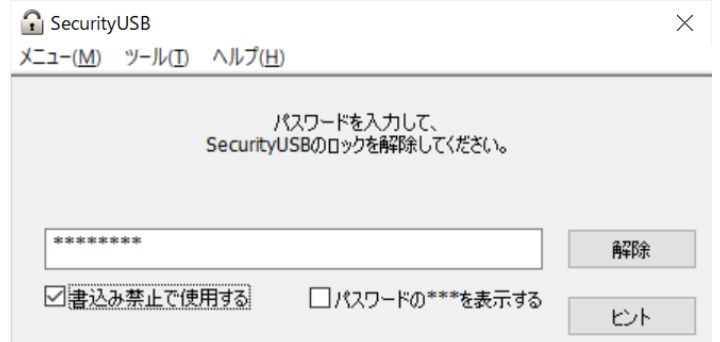 SecurityUSB
メニュー(M) ツール(T) ヘルプ(H)
パスワードを入力して、
SecurityUSBのロックを解除してください。
********
解除
書込み禁止で使用する
パスワードの***を表示する
ヒント